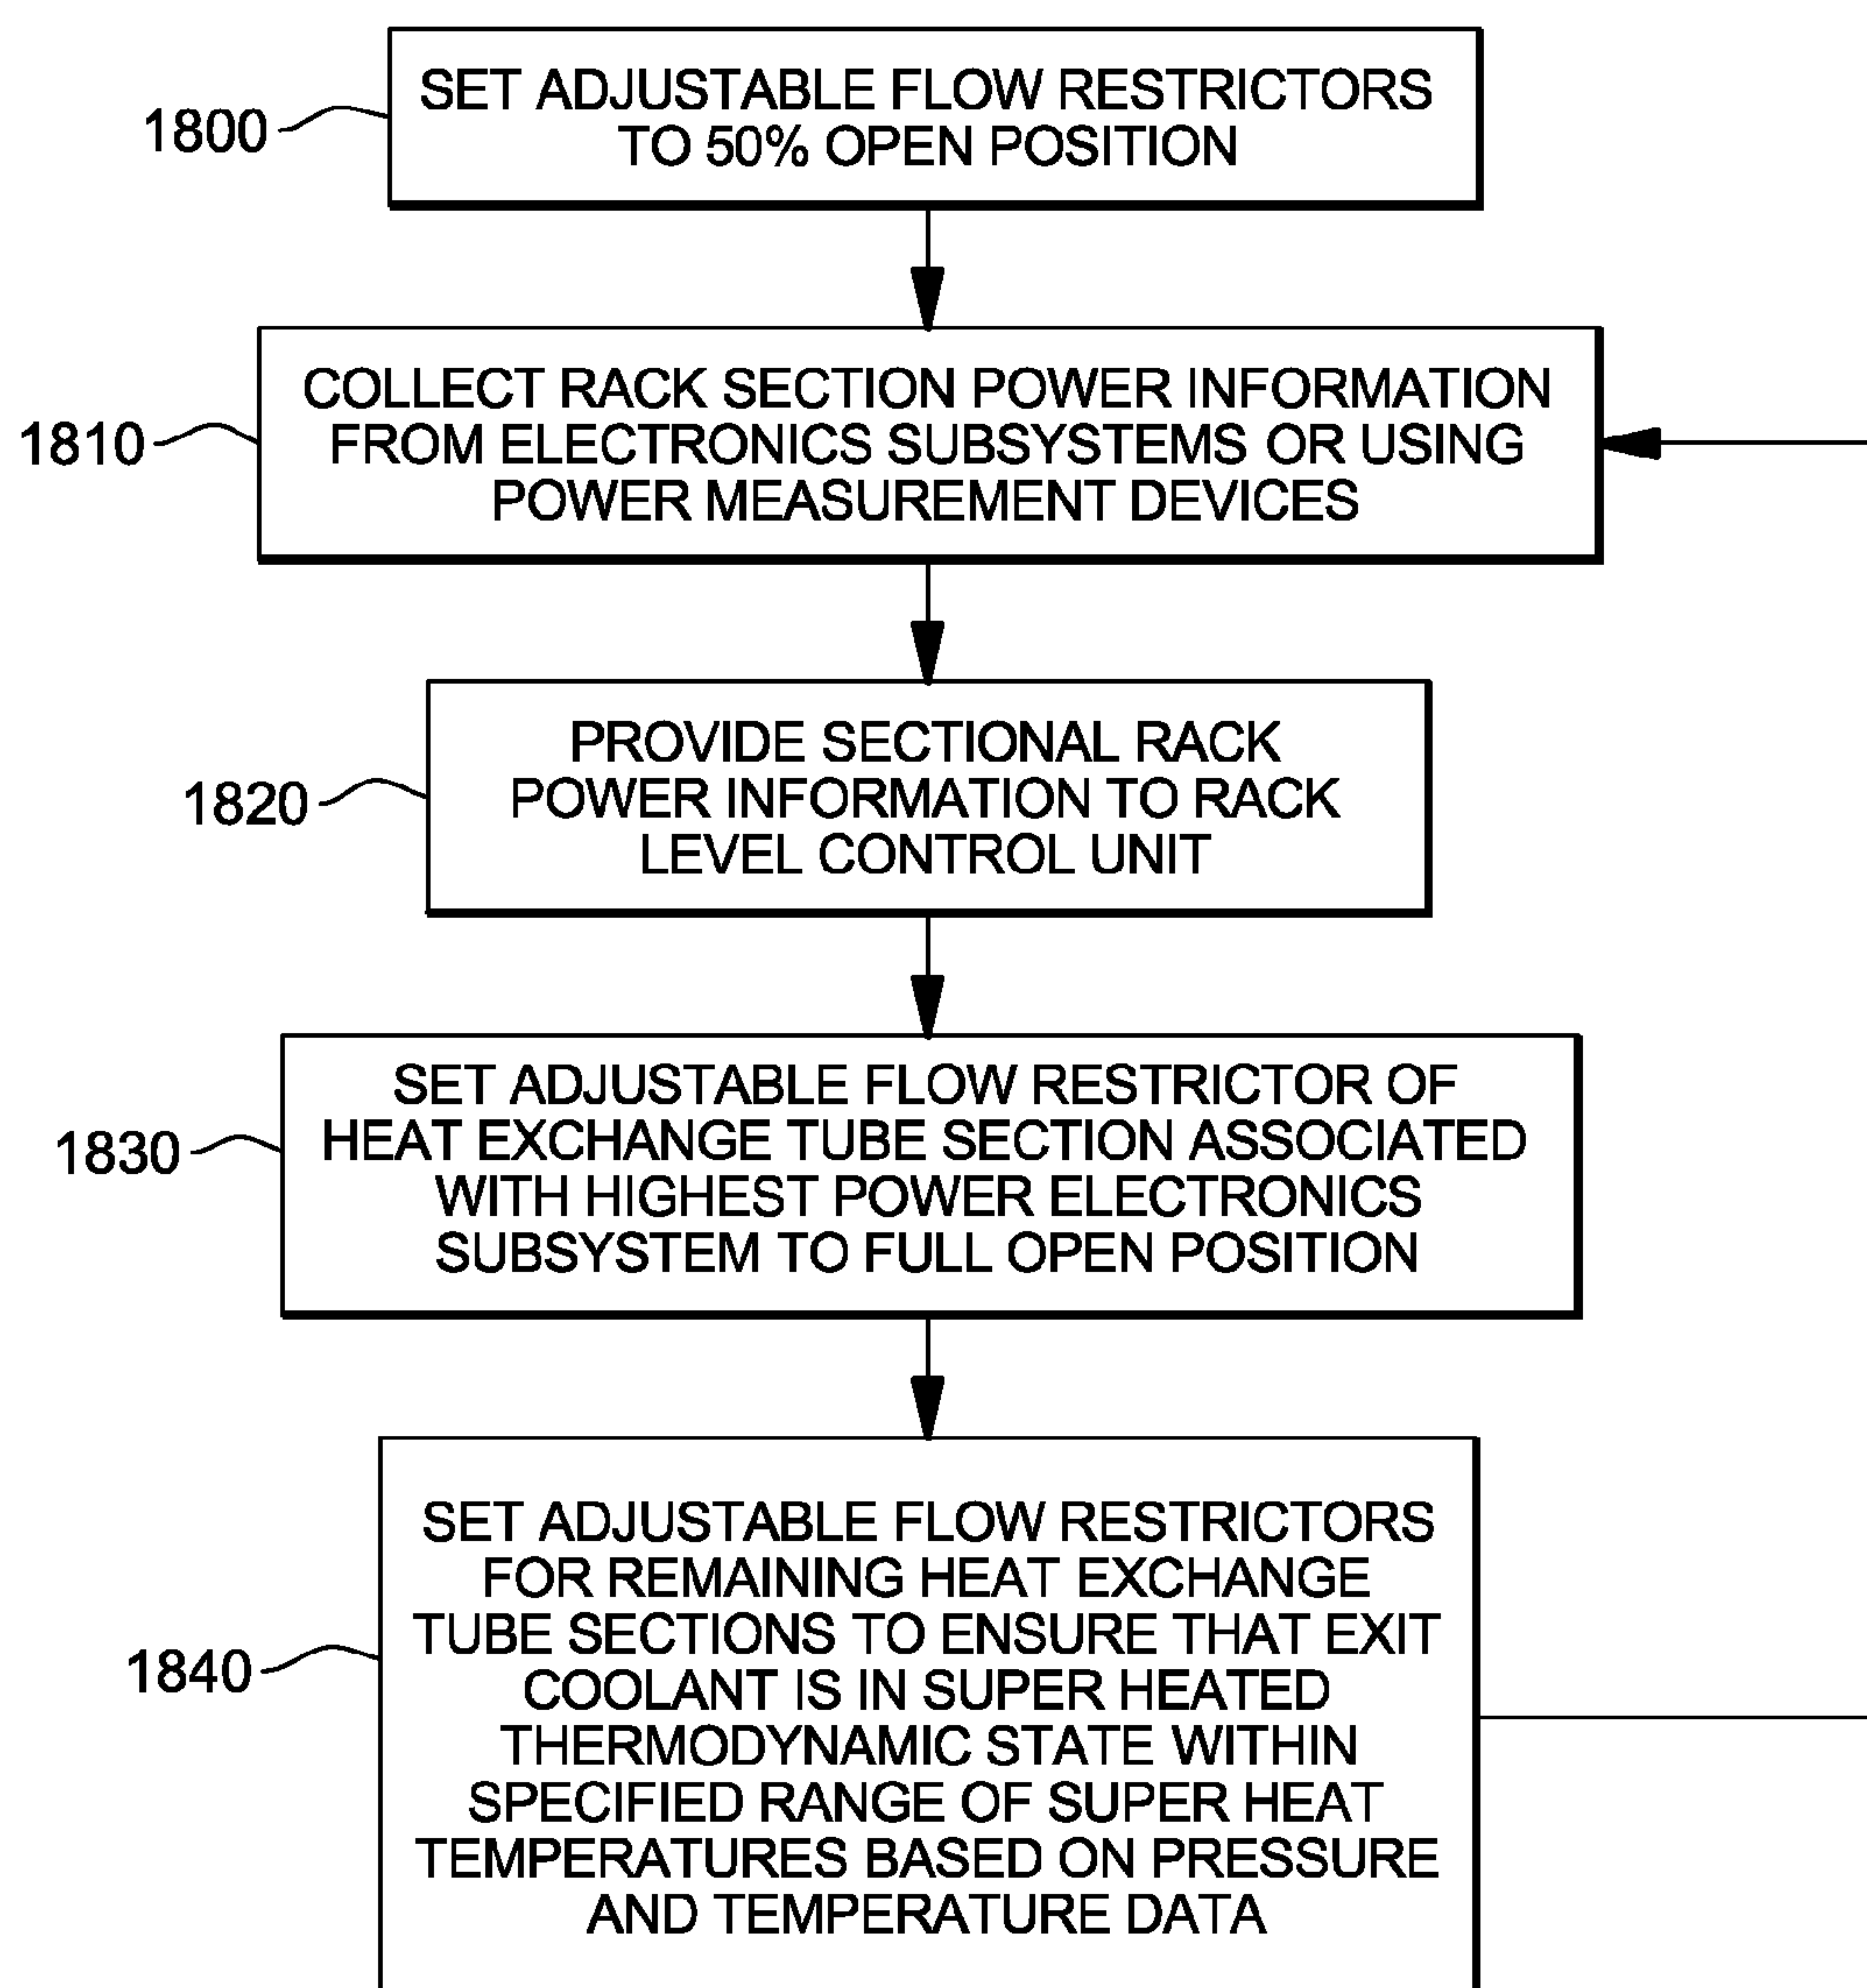 1800
SET ADJUSTABLE FLOW RESTRICTORS
TO 50% OPEN POSITION
1810
COLLECT RACK SECTION POWER INFORMATION
FROM ELECTRONICS SUBSYSTEMS OR USING
POWER MEASUREMENT DEVICES
1820
PROVIDE SECTIONAL RACK
POWER INFORMATION TO RACK
LEVEL CONTROL UNIT
1830
SET ADJUSTABLE FLOW RESTRICTOR OF
HEAT EXCHANGE TUBE SECTION ASSOCIATED
WITH HIGHEST POWER ELECTRONICS
SUBSYSTEM TO FULL OPEN POSITION
1840
SET ADJUSTABLE FLOW RESTRICTORS
FOR REMAINING HEAT EXCHANGE
TUBE SECTIONS TO ENSURE THAT EXIT
COOLANT IS IN SUPER HEATED
THERMODYNAMIC STATE WITHIN
SPECIFIED RANGE OF SUPER HEAT
TEMPERATURES BASED ON PRESSURE
AND TEMPERATURE DATA